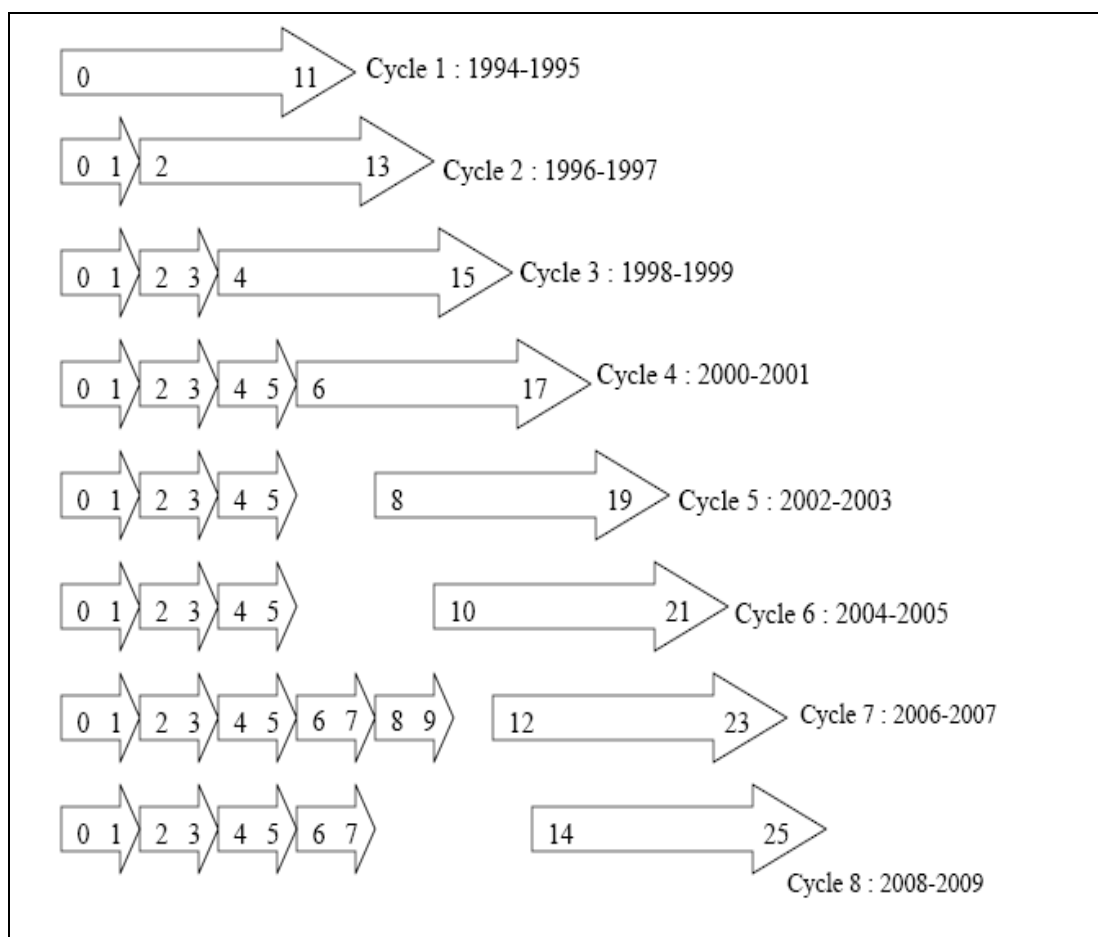 0 11 Cycle 1 : 1994-1995
0 1 2 13 Cycle 2 : 1996-1997
0 1 2 3 4 15 Cycle 3 : 1998-1999
0 1 2 3 4 5 6 17 Cycle 4 : 2000-2001
0 1 2 3 4 5 8 19 Cycle 5 : 2002-2003
0 1 2 3 4 5 10 21 Cycle 6 : 2004-2005
0 1 2 3 4 5 6 7 8 9 12 23 Cycle 7 : 2006-2007
0 1 2 3 4 5 6 7 14 25
Cycle 8 : 2008-2009